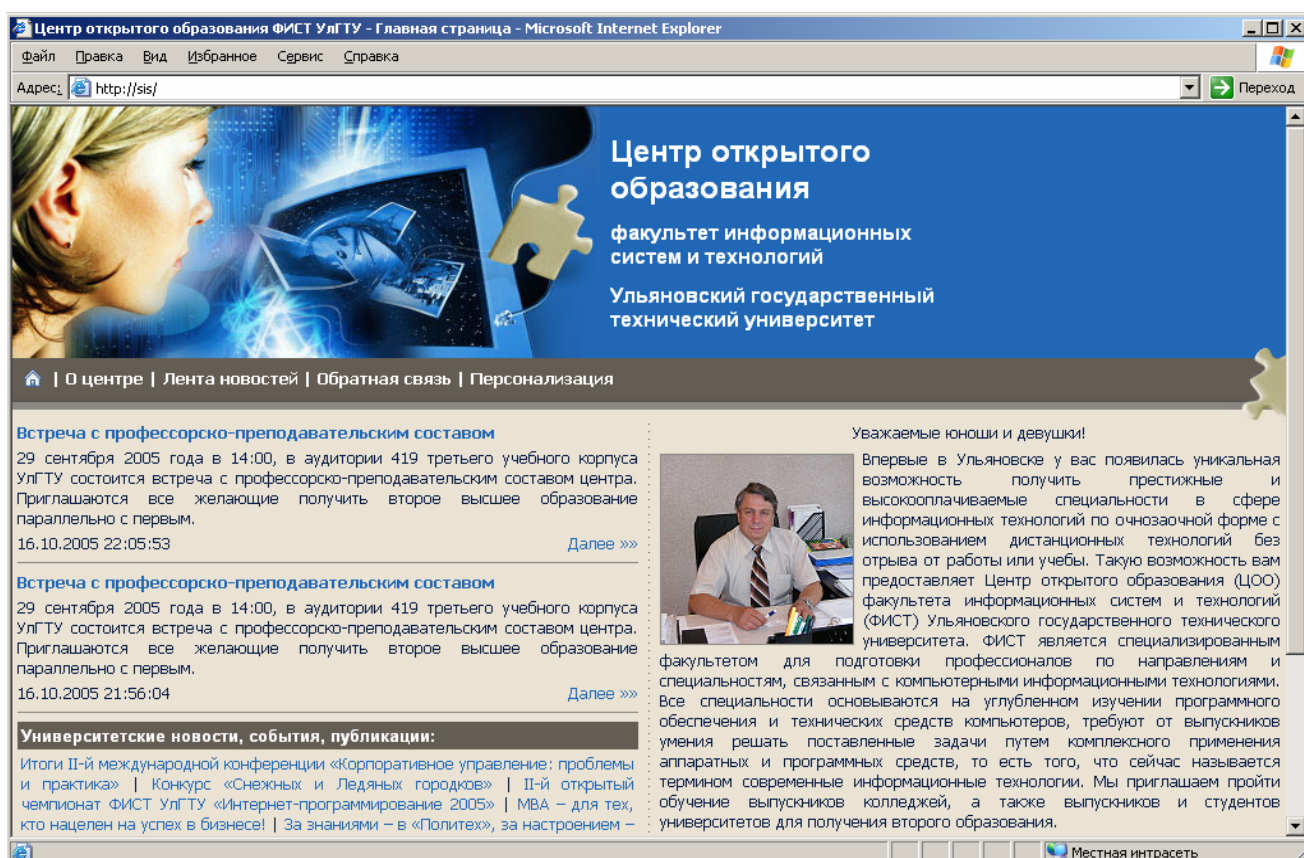 Центр открытого образования ФИСТ УлГТУ - Главная страница - Microsoft Internet Explorer
Файл Правка Вид Избранное Сервис Справка
Адрес: http://sis/ Переход
Центр открытого
образования
факультет информационных
систем и технологий
Ульяновский государственный
технический университет
| О центре | Лента новостей | Обратная связь | Персонализация
Встреча с профессорско-преподавательским составом
29 сентября 2005 года в 14:00, в аудитории 419 третьего учебного корпуса
УлГТУ состоится встреча с профессорско-преподавательским составом центра.
Приглашаются все желающие получить второе высшее образование
параллельно с первым.
16.10.2005 22:05:53 Далее »»
Встреча с профессорско-преподавательским составом
29 сентября 2005 года в 14:00, в аудитории 419 третьего учебного корпуса
УлГТУ состоится встреча с профессорско-преподавательским составом центра.
Приглашаются все желающие получить второе высшее образование
параллельно с первым.
16.10.2005 21:56:04 Далее »»
Университетские новости, события, публикации:
Итоги II-й международной конференции «Корпоративное управление: проблемы
и практика» | Конкурс «Снежных и Ледяных городков» | II-й открытый
чемпионат ФИСТ УлГТУ «Интернет-программирование 2005» | MBA – для тех,
кто нацелен на успех в бизнесе! | За знаниями – в «Политех», за настроением –
Уважаемые юноши и девушки!
Впервые в Ульяновске у вас появилась уникальная
возможность получить престижные и
высокооплачиваемые специальности в сфере
информационных технологий по очнозаочной форме с
использованием дистанционных технологий без
отрыва от работы или учебы. Такую возможность вам
предоставляет Центр открытого образования (ЦОО)
факультета информационных систем и технологий
(ФИСТ) Ульяновского государственного технического
университета. ФИСТ является специализированным
факультетом для подготовки профессионалов по направлениям и
специальностям, связанным с компьютерными информационными технологиями.
Все специальности основываются на углубленном изучении программного
обеспечения и технических средств компьютеров, требуют от выпускников
умения решать поставленные задачи путем комплексного применения
аппаратных и программных средств, то есть того, что сейчас называется
термином современные информационные технологии. Мы приглашаем пройти
обучение выпускников колледжей, а также выпускников и студентов
университетов для получения второго образования.
Местная интрасеть